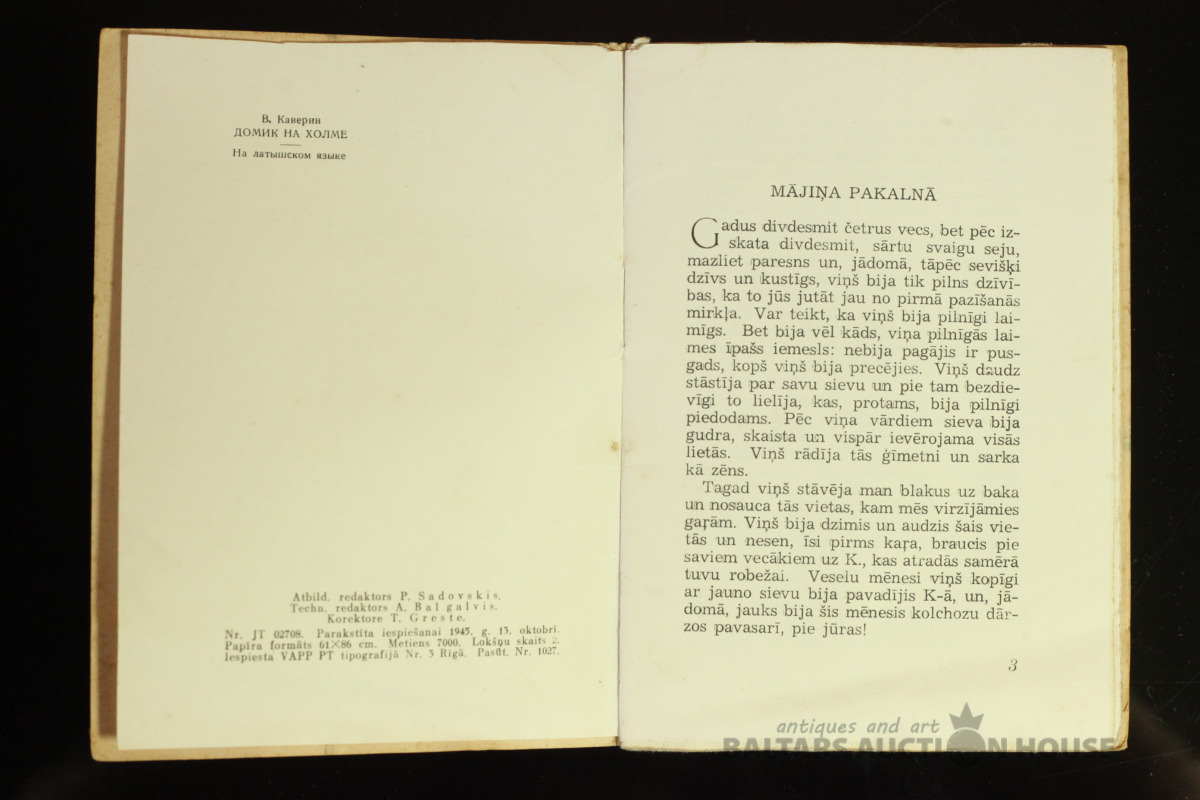 В. Каверин
ДОМИК НА ХОЛМЕ
На латышском языке
Atbild. redaktors P. Sadovskis.
Techn. redaktors A. Balgalvis.
Korektore T. Greste.
Nr. JT 02708. Parakstīta iespiešanai 1945. g. 13. oktobrī.
Papīra formāts 61×86 cm. Metiens 7000. Lokšņu skaits 2.
Iespiesta VAPP PT tipografijā Nr. 3 Rīgā. Pasūt. Nr. 1027.
MĀJIŅA PAKALNĀ
Gadus divdesmit četrus vecs, bet pēc iz-
skata divdesmit, sārtu svaigu seju,
mazliet paresns un, jādomā, tāpēc sevišķi
dzīvs un kustīgs, viņš bija tik pilns dzīvī-
bas, ka to jūs jutāt jau no pirmā pazīšanās
mirkļa. Var teikt, ka viņš bija pilnīgi lai-
mīgs. Bet bija vēl kāds, viņa pilnīgās lai-
mes īpašs iemesls: nebija pagājis ir pus-
gads, kopš viņš bija precējies. Viņš daudz
stāstīja par savu sievu un pie tam bezdie-
vīgi to lielīja, kas, protams, bija pilnīgi
piedodams. Pēc viņa vārdiem sieva bija
gudra, skaista un vispār ievērojama visās
lietās. Viņš rādīja tās ģīmetni un sarka
kā zēns.
Tagad viņš stāvēja man blakus uz baka
un nosauca tās vietas, kam mēs virzījāmies
gaŗām. Viņš bija dzimis un audzis šais vie-
tās un nesen, īsi pirms kaŗa, braucis pie
saviem vecākiem uz K., kas atradās samērā
tuvu robežai. Veselu mēnesi viņš kopīgi
ar jauno sievu bija pavadījis K-ā, un, jā-
domā, jauks bija šis mēnesis kolchozu dār-
zos pavasarī, pie jūras!
3
antiques and art
BALTARS AUCTION HOUSE